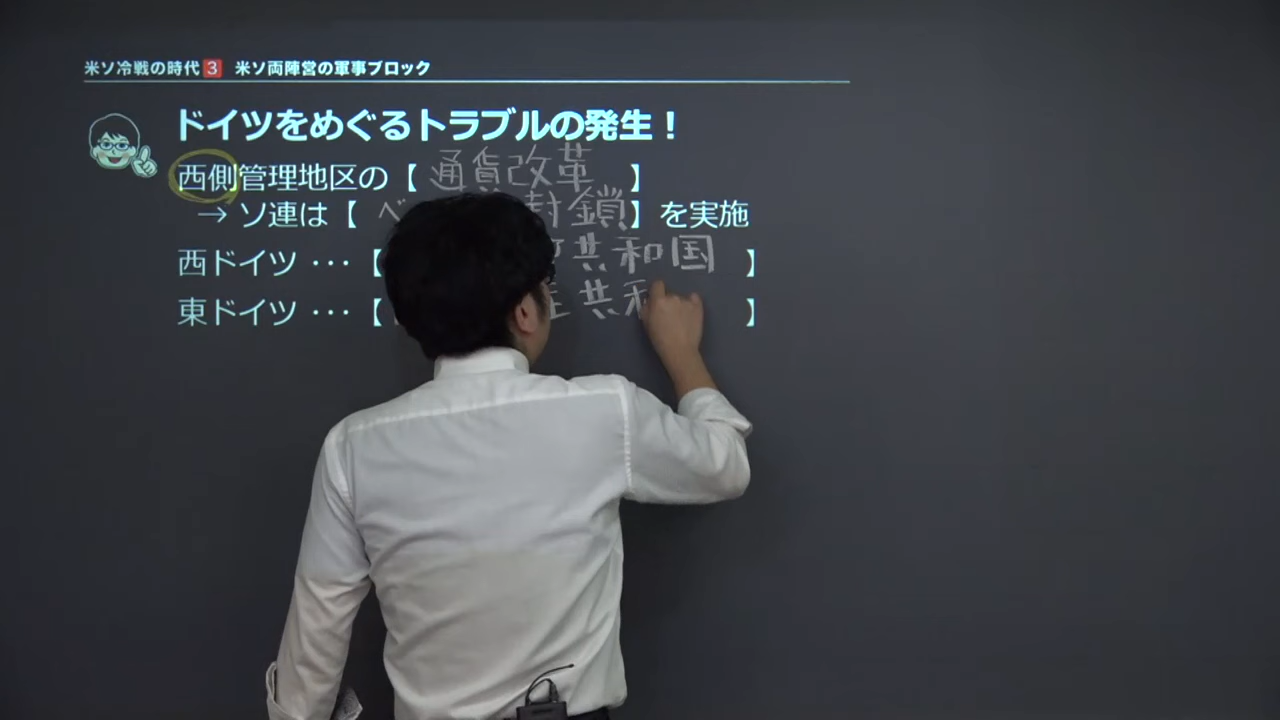 米ソ冷戦の時代3 米ソ両陣営の軍事ブロック
ドイツをめぐるトラブルの発生！
西側管理地区の【 通貨改革 】
→ ソ連は【 ベ 封鎖】を実施
西ドイツ ･･･【 共和国 】
東ドイツ ･･･【 共和 】